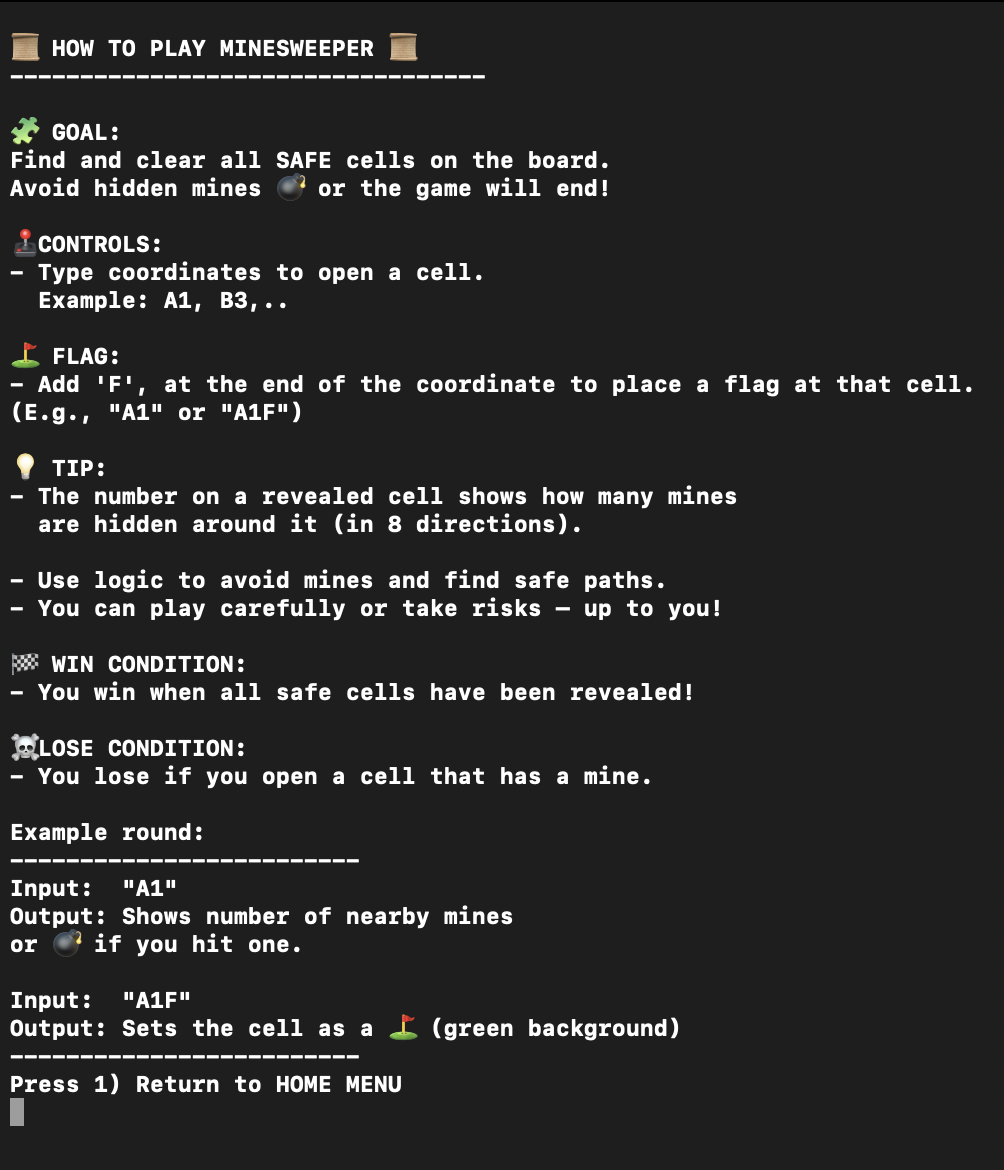 📜 HOW TO PLAY MINESWEEPER 📜
----------------------------------
🧩 GOAL:
Find and clear all SAFE cells on the board.
Avoid hidden mines 💣 or the game will end!
🕹️CONTROLS:
- Type coordinates to open a cell.
Example: A1, B3,..
⛳ FLAG:
- Add 'F', at the end of the coordinate to place a flag at that cell.
(E.g., "A1" or "A1F")
💡 TIP:
- The number on a revealed cell shows how many mines
are hidden around it (in 8 directions).
- Use logic to avoid mines and find safe paths.
- You can play carefully or take risks — up to you!
🏁 WIN CONDITION:
- You win when all safe cells have been revealed!
☠️LOSE CONDITION:
- You lose if you open a cell that has a mine.
Example round:
-------------------------
Input:  "A1"
Output: Shows number of nearby mines
or 💣 if you hit one.
Input:  "A1F"
Output: Sets the cell as a ⛳ (green background)
-------------------------
Press 1) Return to HOME MENU